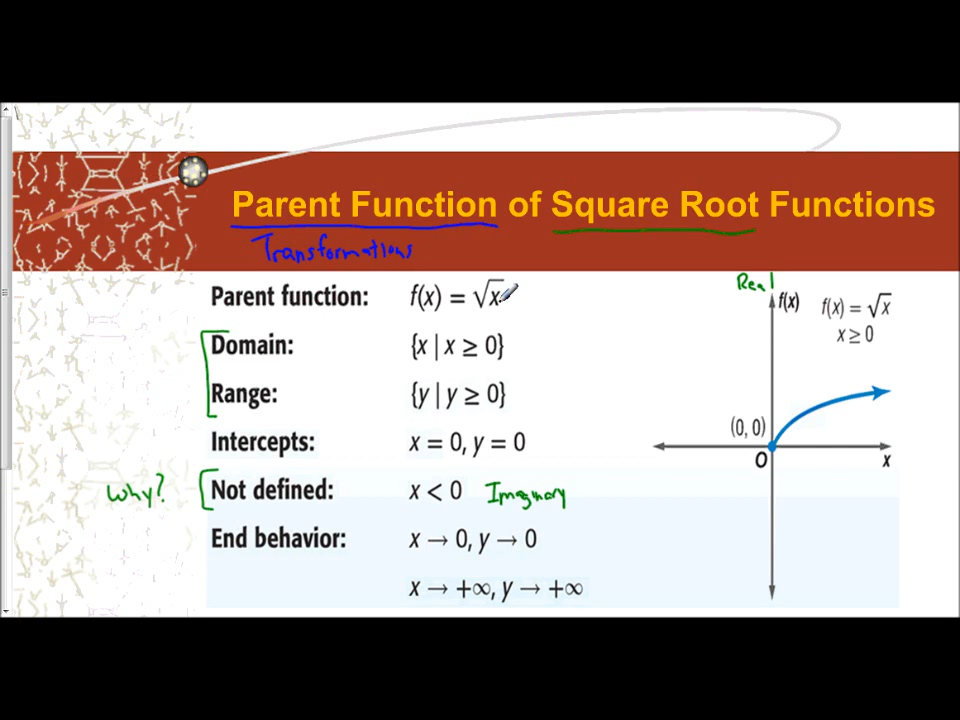 Parent Function of Square Root Functions
Transformations
Parent function: f(x) = √x
Domain: {x | x ≥ 0}
Range: {y | y ≥ 0}
Intercepts: x = 0, y = 0
Why? Not defined: x < 0 Imaginary
End behavior: x → 0, y → 0
x → +∞, y → +∞
Real
f(x) f(x) = √x
x ≥ 0
(0, 0)
O x